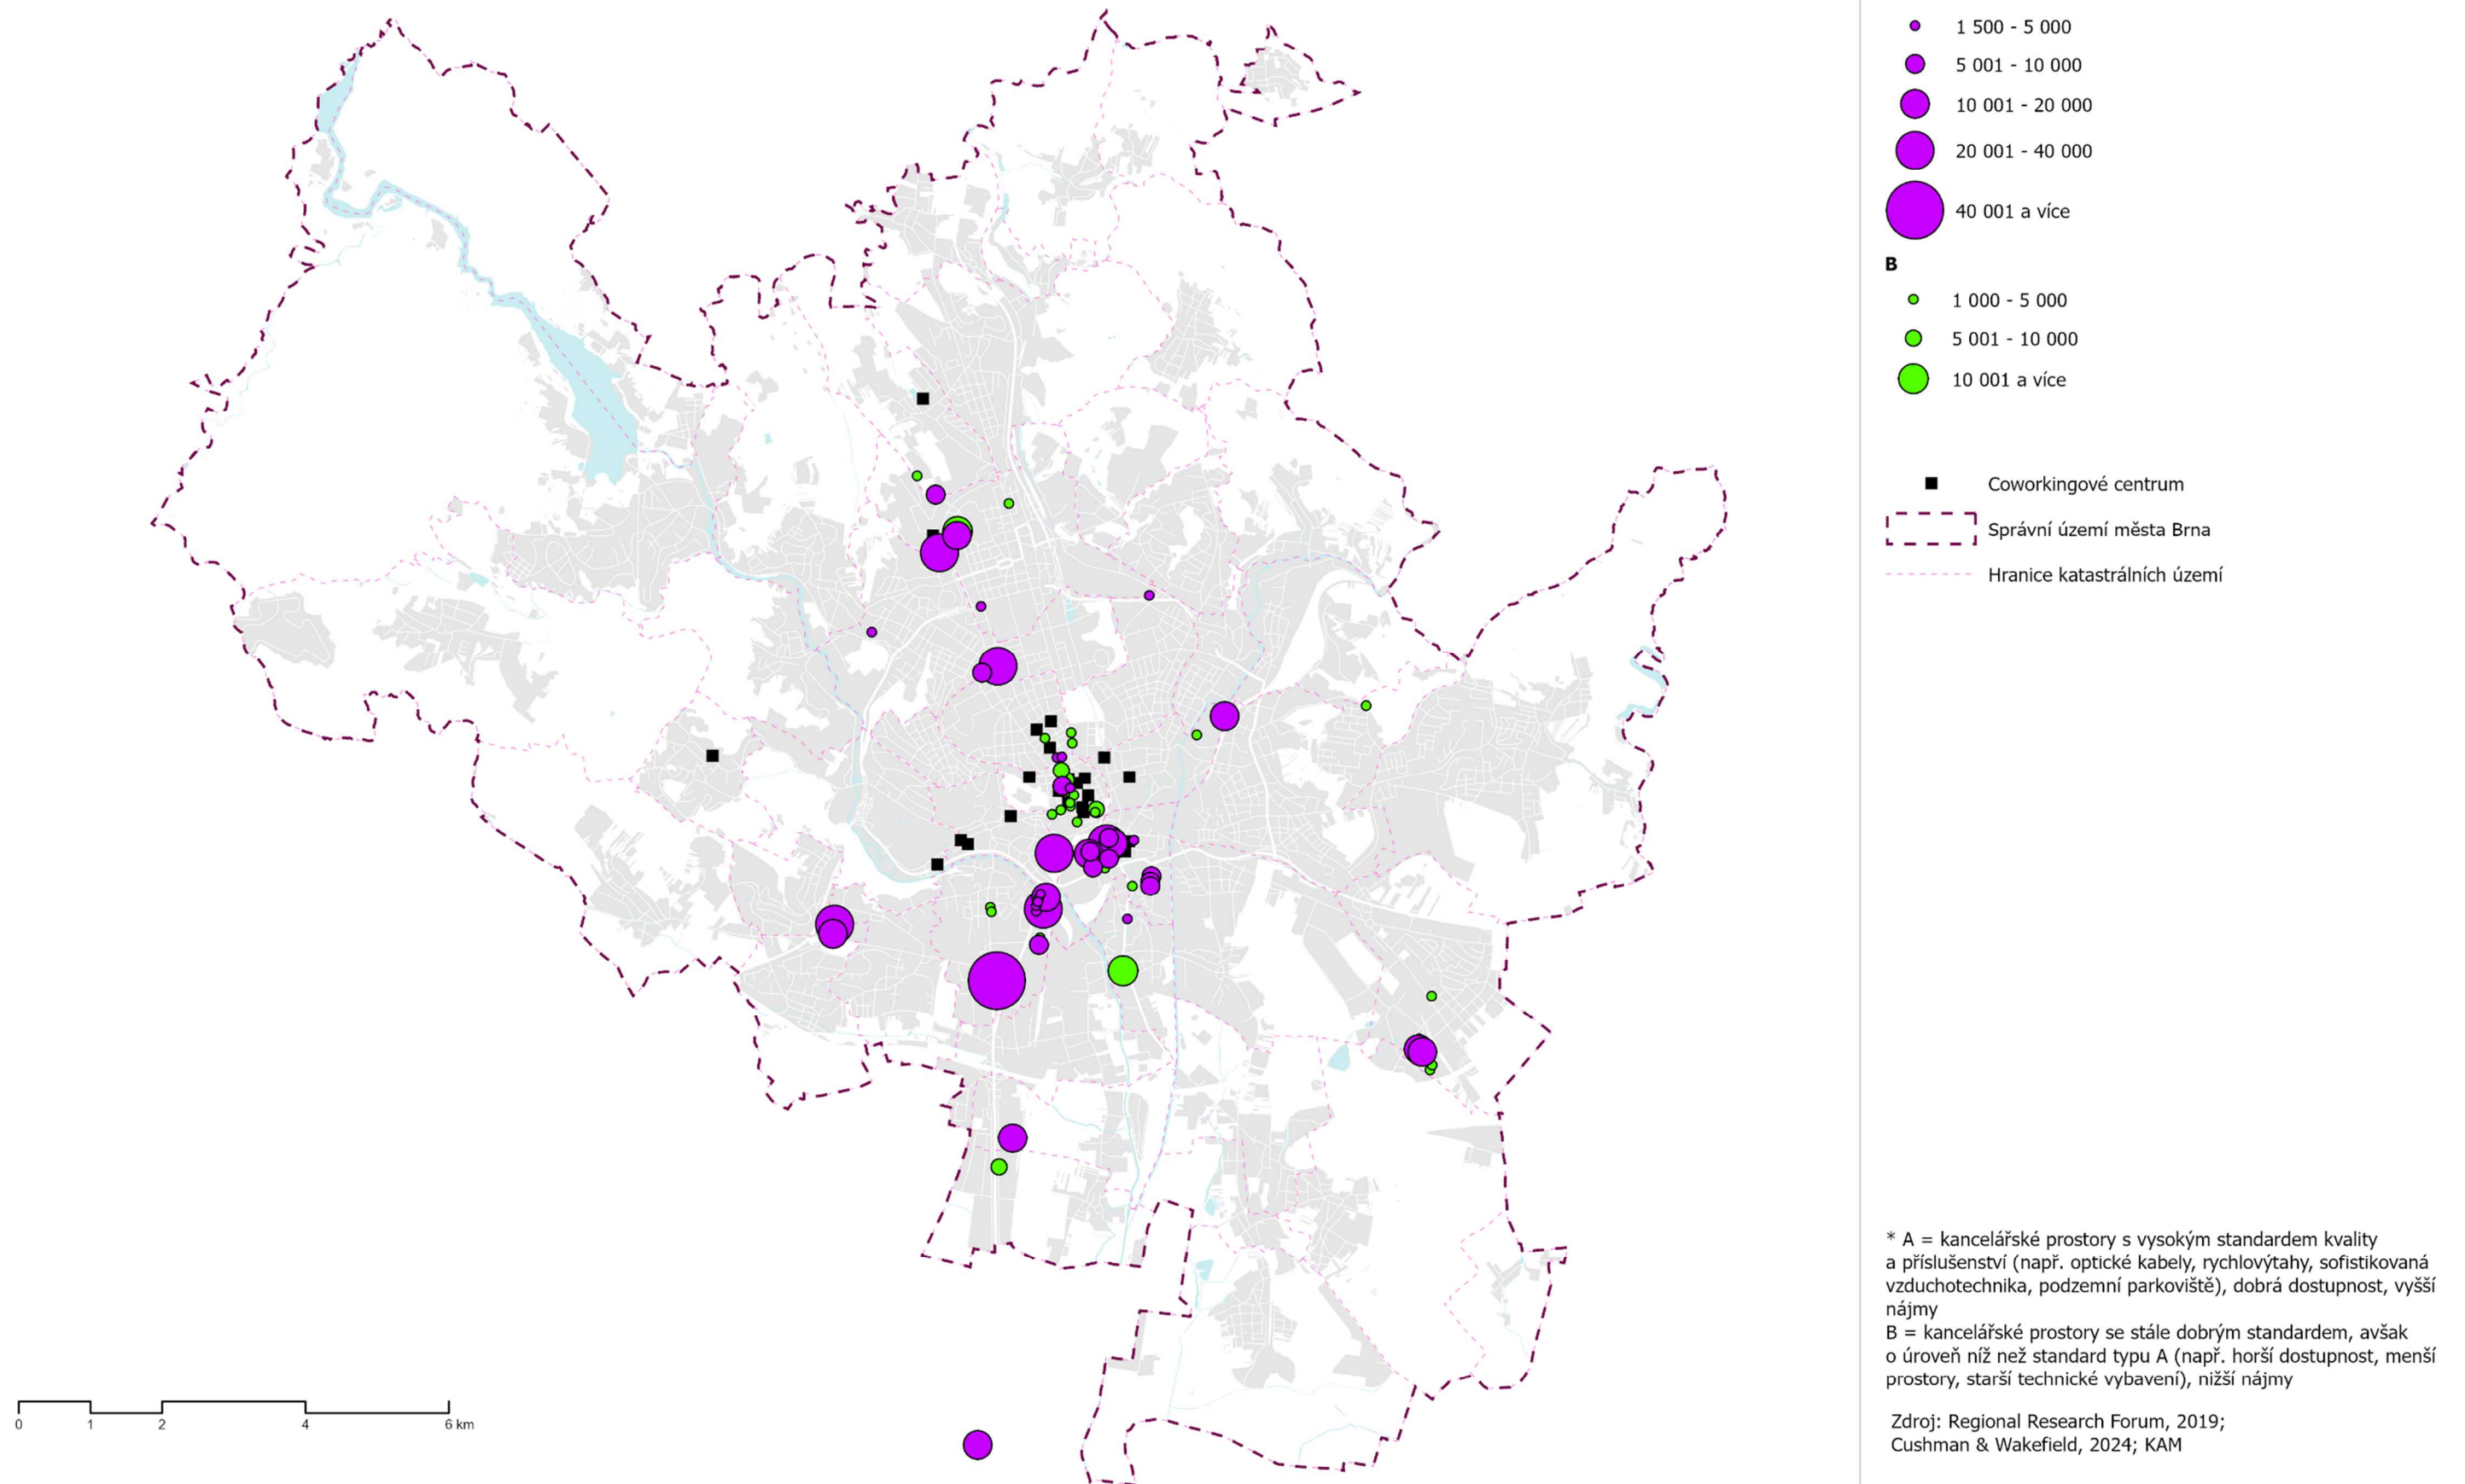 1 500 - 5 000
5 001 - 10 000
10 001 - 20 000
20 001 - 40 000
40 001 a více
B
1 000 - 5 000
5 001 - 10 000
10 001 a více
Coworkingové centrum
Správní území města Brna
Hranice katastrálních území
* A = kancelářské prostory s vysokým standardem kvality
a příslušenství (např. optické kabely, rychlovýtahy, sofistikovaná
vzduchotechnika, podzemní parkoviště), dobrá dostupnost, vyšší
nájmy
B = kancelářské prostory se stále dobrým standardem, avšak
o úroveň níž než standard typu A (např. horší dostupnost, menší
prostory, starší technické vybavení), nižší nájmy
Zdroj: Regional Research Forum, 2019;
Cushman & Wakefield, 2024; KAM
0 1 2 4 6 km